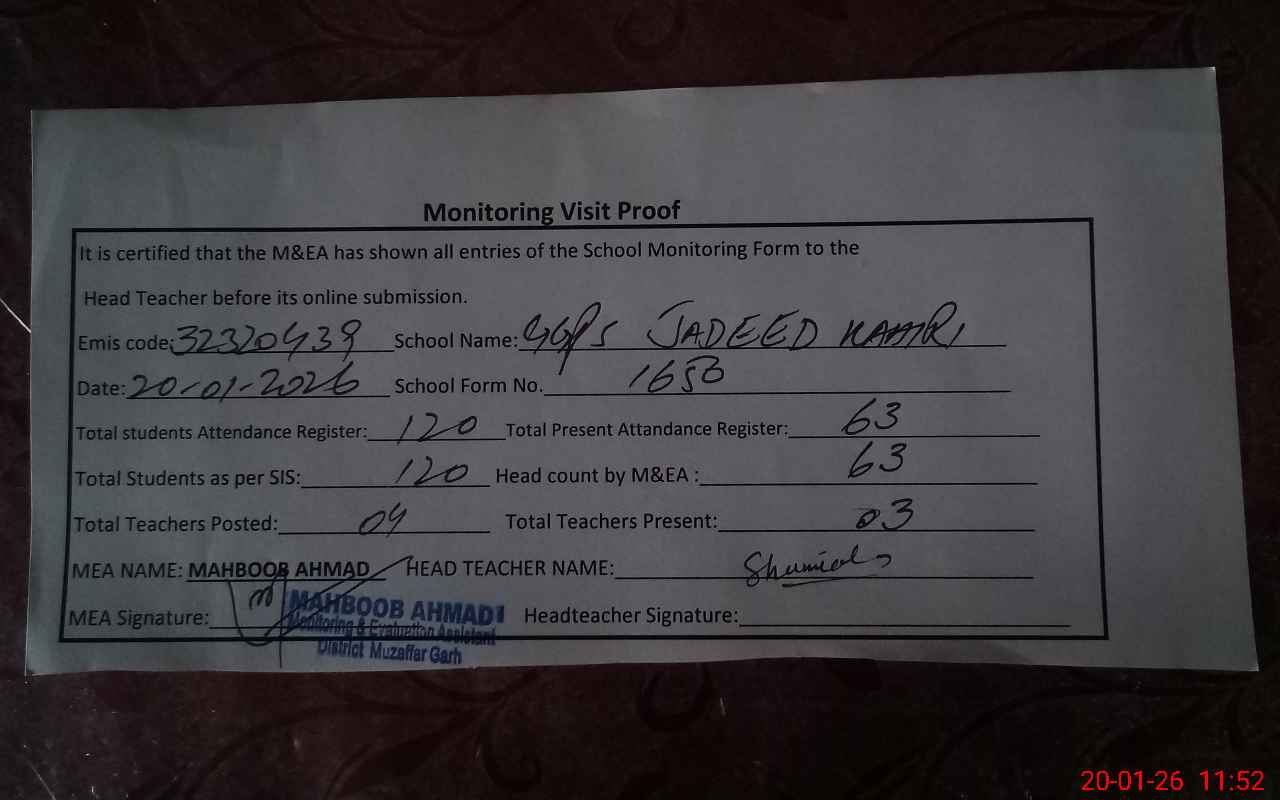 Monitoring Visit Proof
It is certified that the M&EA has shown all entries of the School Monitoring Form to the
Head Teacher before its online submission.
Emis code: 32320439 School Name: GGPS JADEED
Date: 20-01-2026 School Form No. 1650
Total students Attendance Register: 120 Total Present Attandance Register: 63
Total Students as per SIS: 120 Head count by M&EA : 63
Total Teachers Posted: 04 Total Teachers Present: 03
MEA NAME: MAHBOOB AHMAD HEAD TEACHER NAME:
MEA Signature: Headteacher Signature:
MAHBOOB AHMAD
Monitoring & Evaluation Assistant
District Muzaffar Garh
20-01-26 11:52